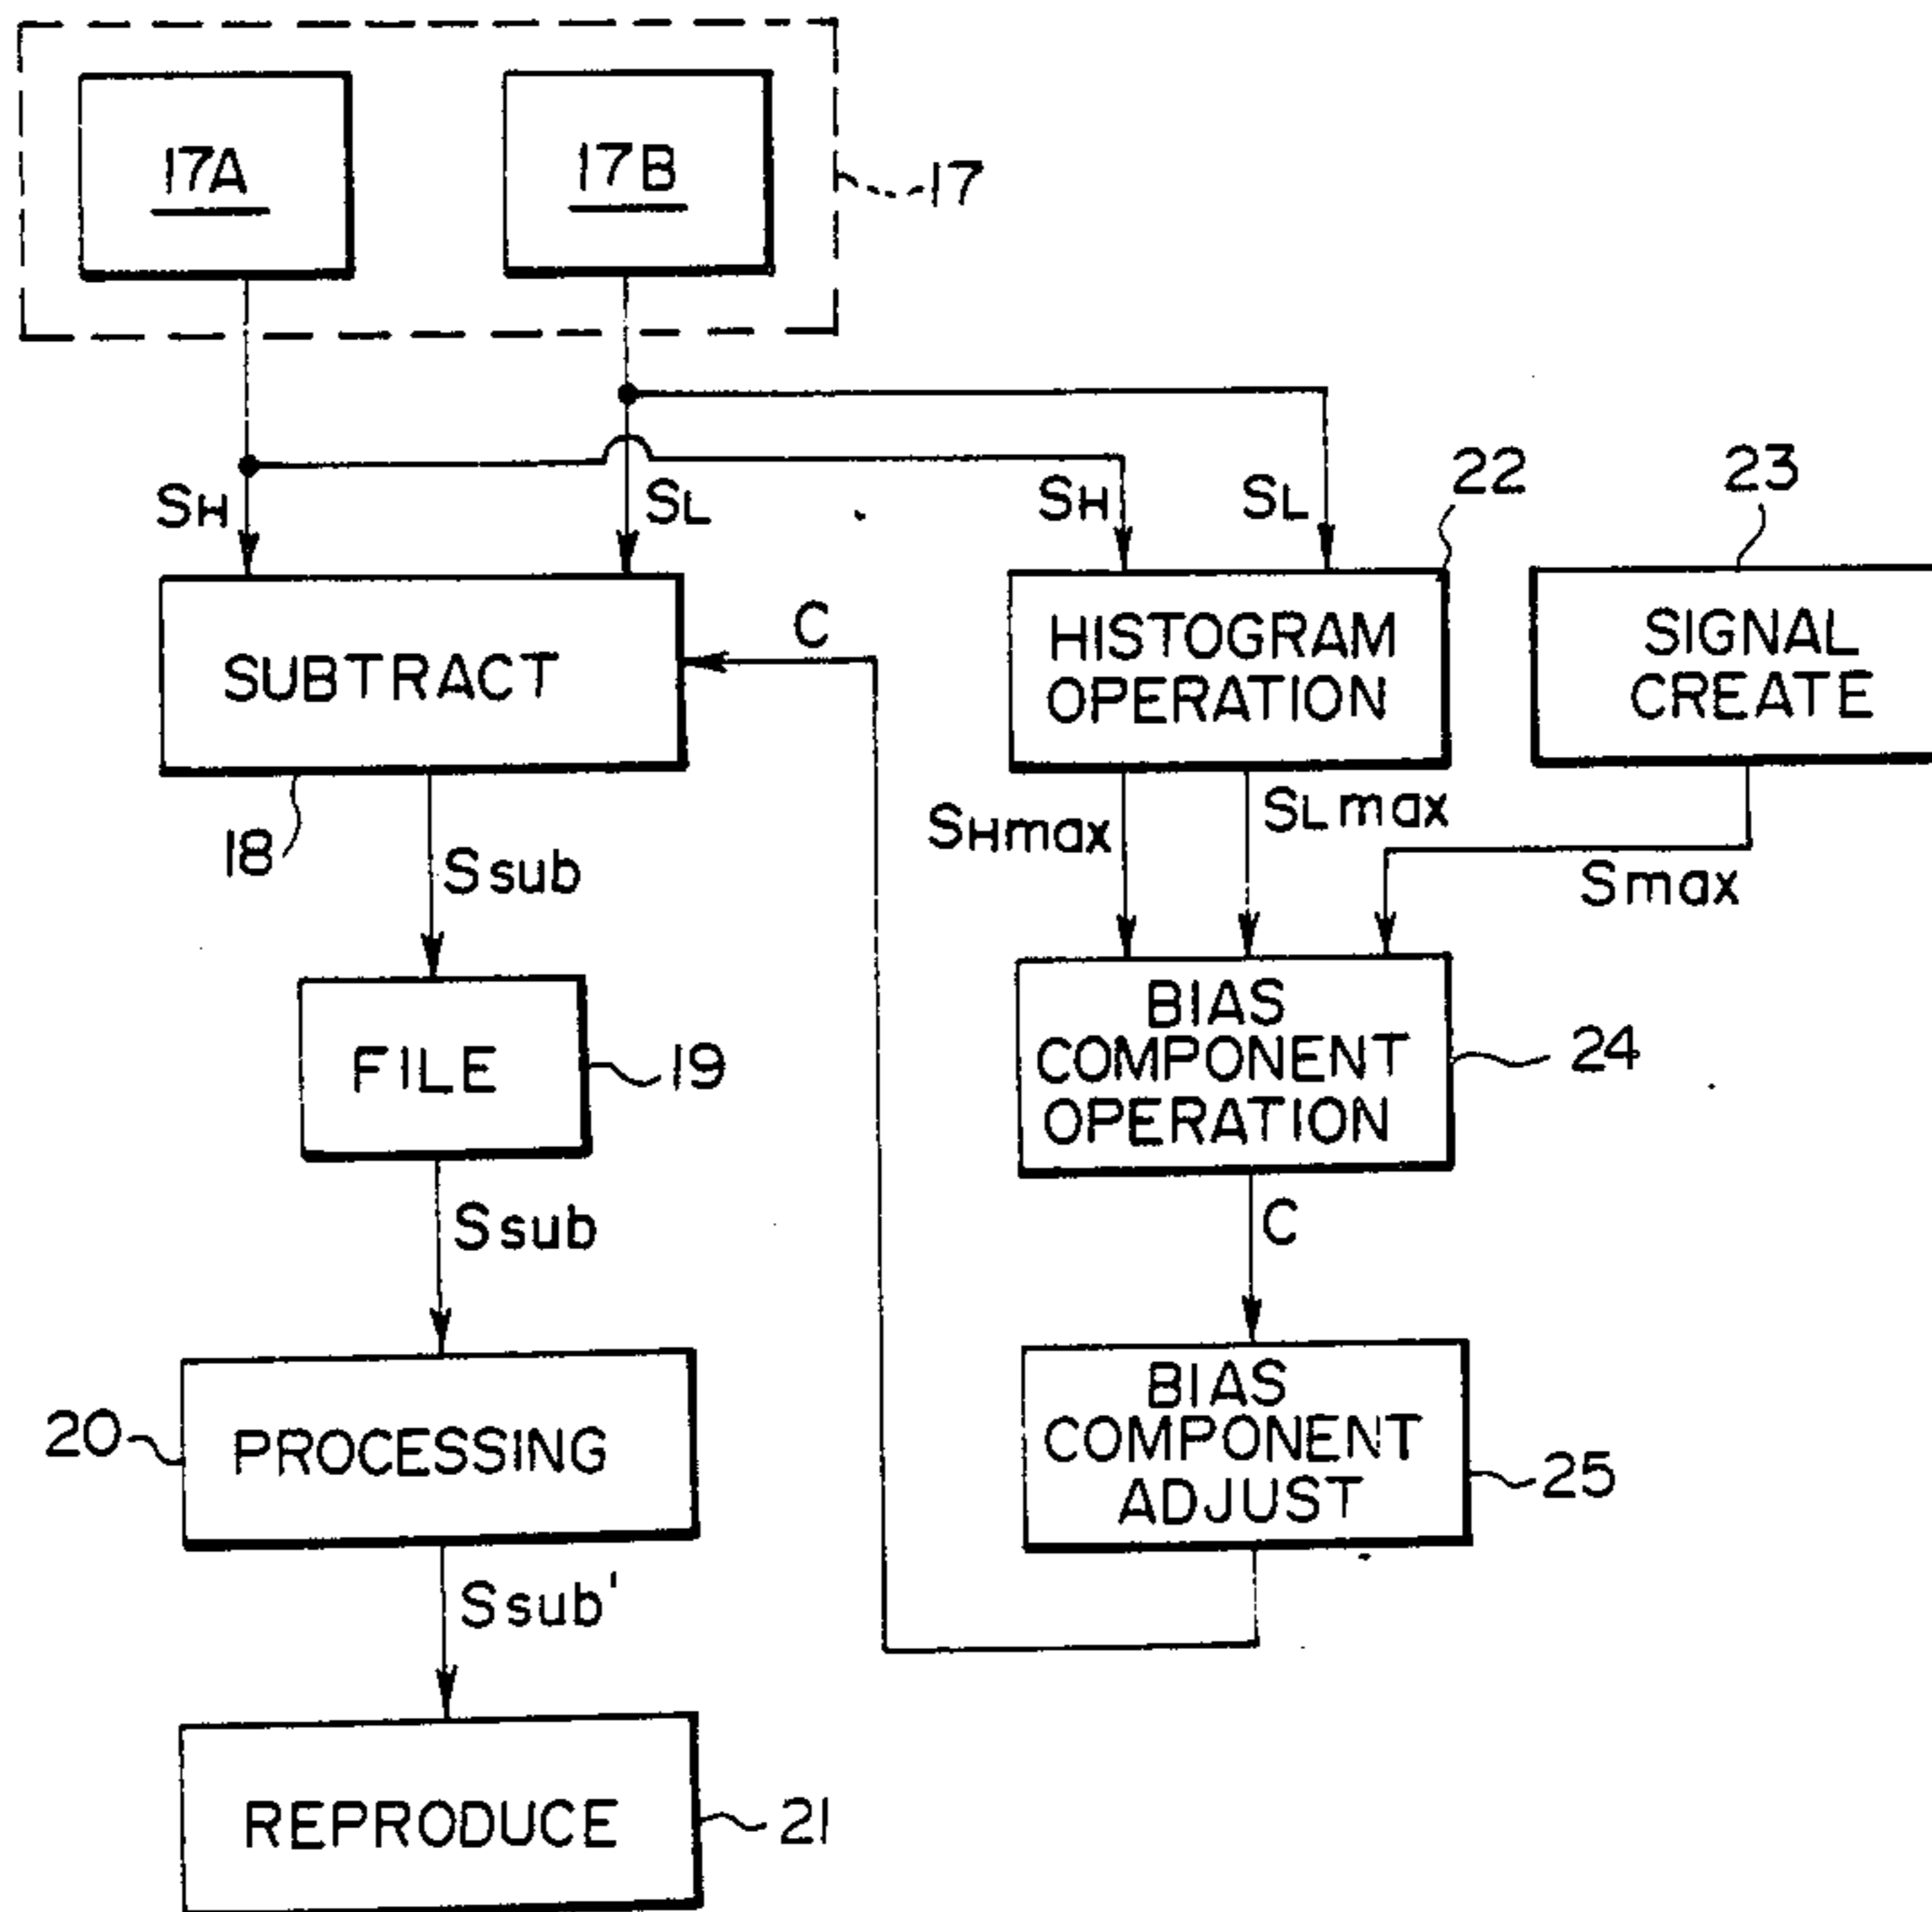 17A
17B
17
SH
SL
SH
SL
22
23
C
SUBTRACT
HISTOGRAM
OPERATION
SIGNAL
CREATE
18
Ssub
SHmax
SLmax
Smax
FILE
19
BIAS
COMPONENT
OPERATION
24
Ssub
C
20
PROCESSING
BIAS
COMPONENT
ADJUST
25
Ssub'
REPRODUCE
21